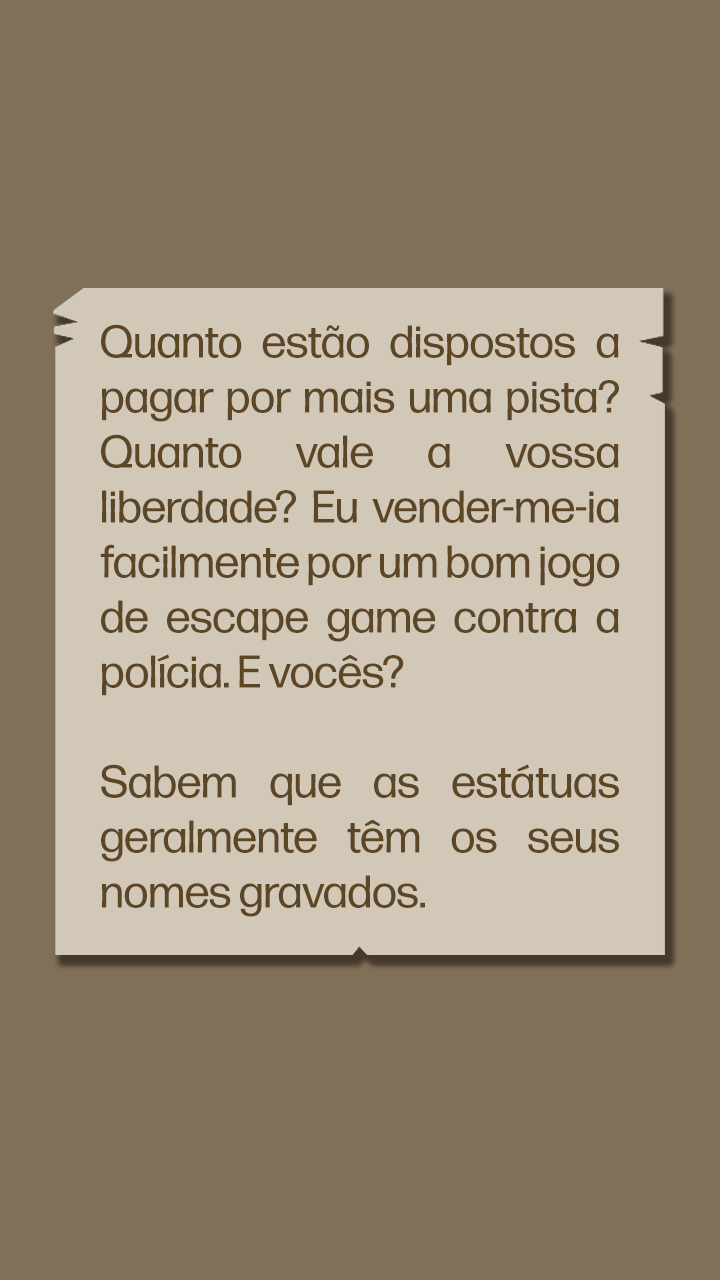 Quanto estão dispostos a
pagar por mais uma pista?
Quanto vale a vossa
liberdade? Eu vender-me-ia
facilmente por um bom jogo
de escape game contra a
polícia. E vocês?
Sabem que as estátuas
geralmente têm os seus
nomes gravados.